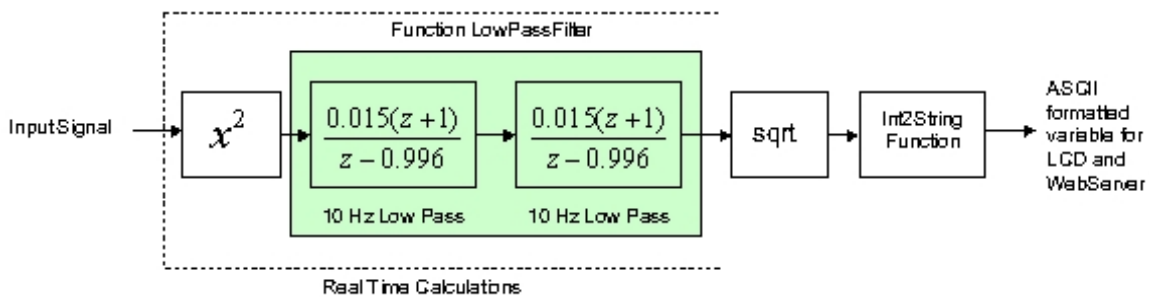 Function LowPassFilter
InputSignal
x²
0.015(z+1)
z−0.996
0.015(z+1)
z−0.996
sqrt
Int2String
Function
ASCII
formatted
variable for
LCD and
WebServer
10 Hz Low Pass
10 Hz Low Pass
Real Time Calculations